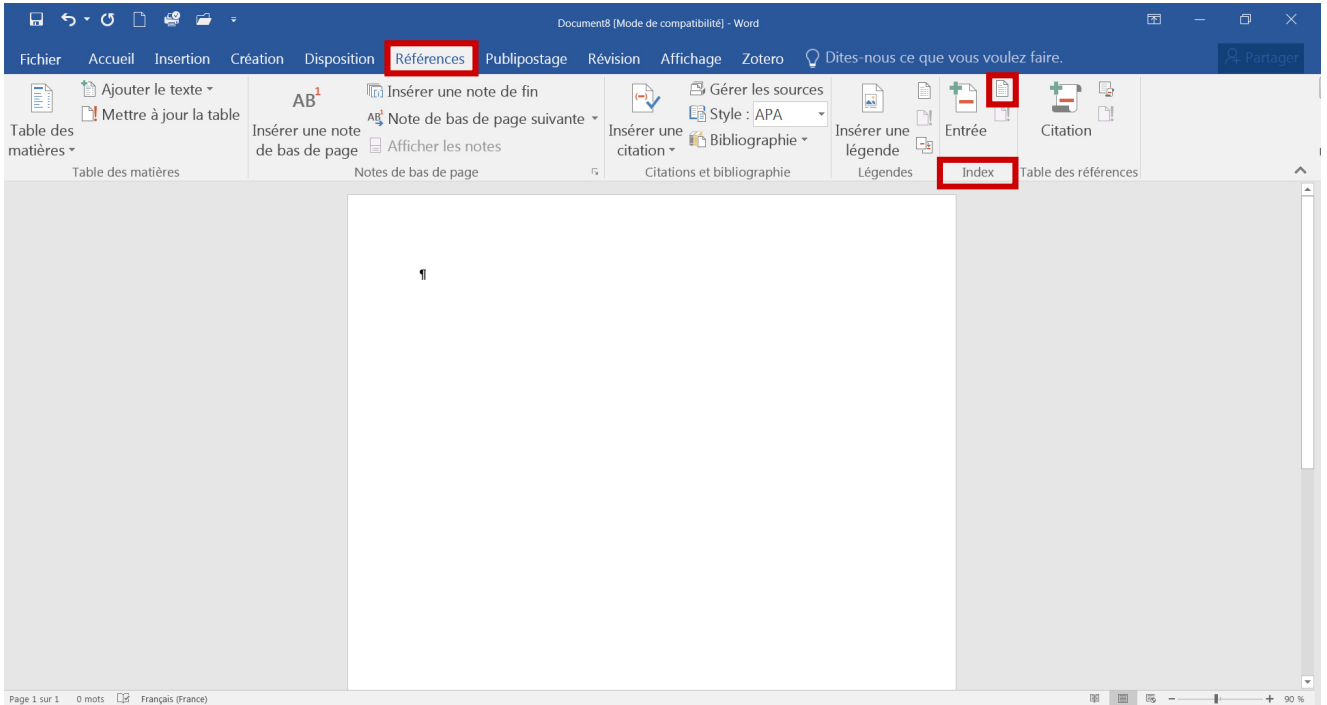 Document8 [Mode de compatibilité] - Word
Fichier Accueil Insertion Création Disposition Références Publipostage Révision Affichage Zotero Dites-nous ce que vous voulez faire. Partager
Table des matières
Ajouter le texte
Mettre à jour la table
Table des matières
AB1
Insérer une note de bas de page
Insérer une note de fin
AB1 Note de bas de page suivante
Afficher les notes
Notes de bas de page
Insérer une citation
Gérer les sources
Style : APA
Bibliographie
Citations et bibliographie
Insérer une légende
Légendes
Entrée
Index
Citation
Table des références
¶
Page 1 sur 1 0 mots Français (France) 90 %